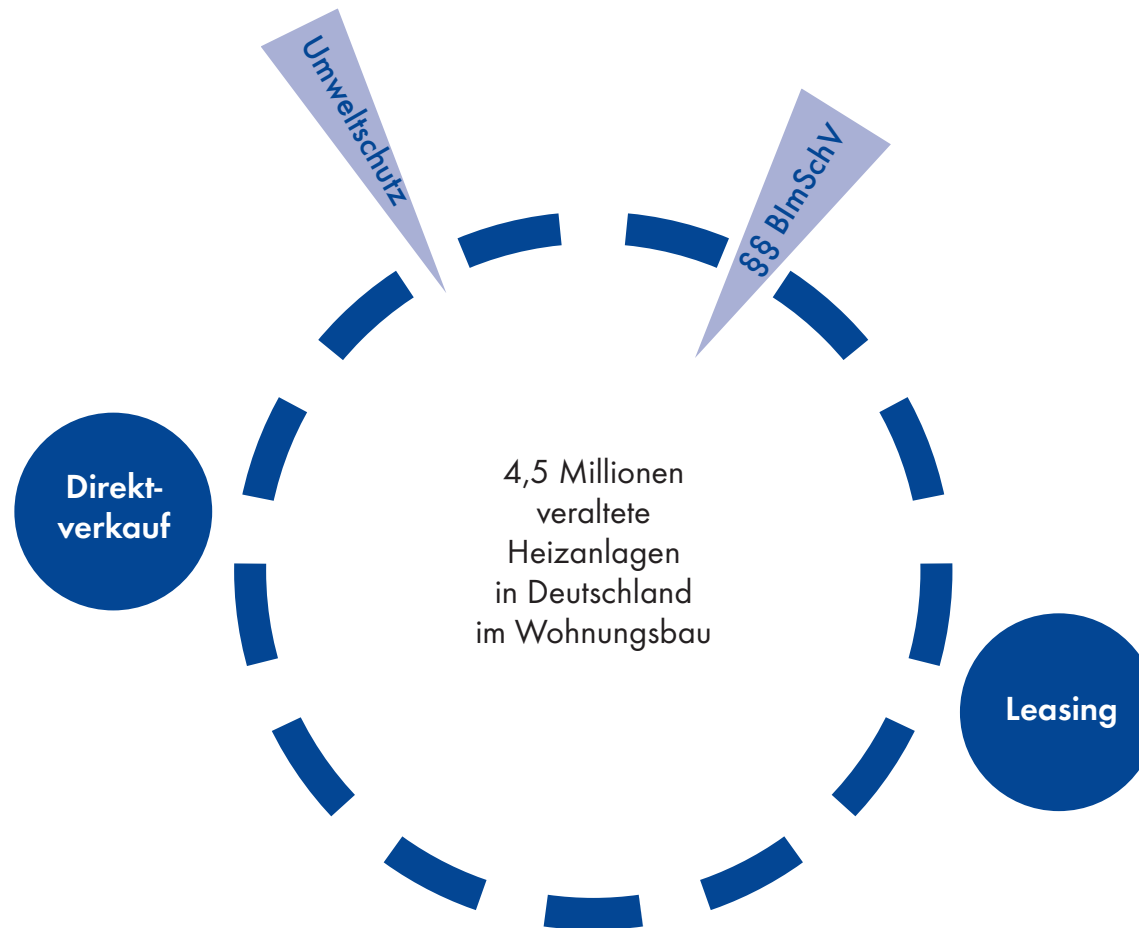 Umweltschutz
§§ BImSchV
Direkt-
verkauf
4,5 Millionen
veraltete
Heizanlagen
in Deutschland
im Wohnungsbau
Leasing